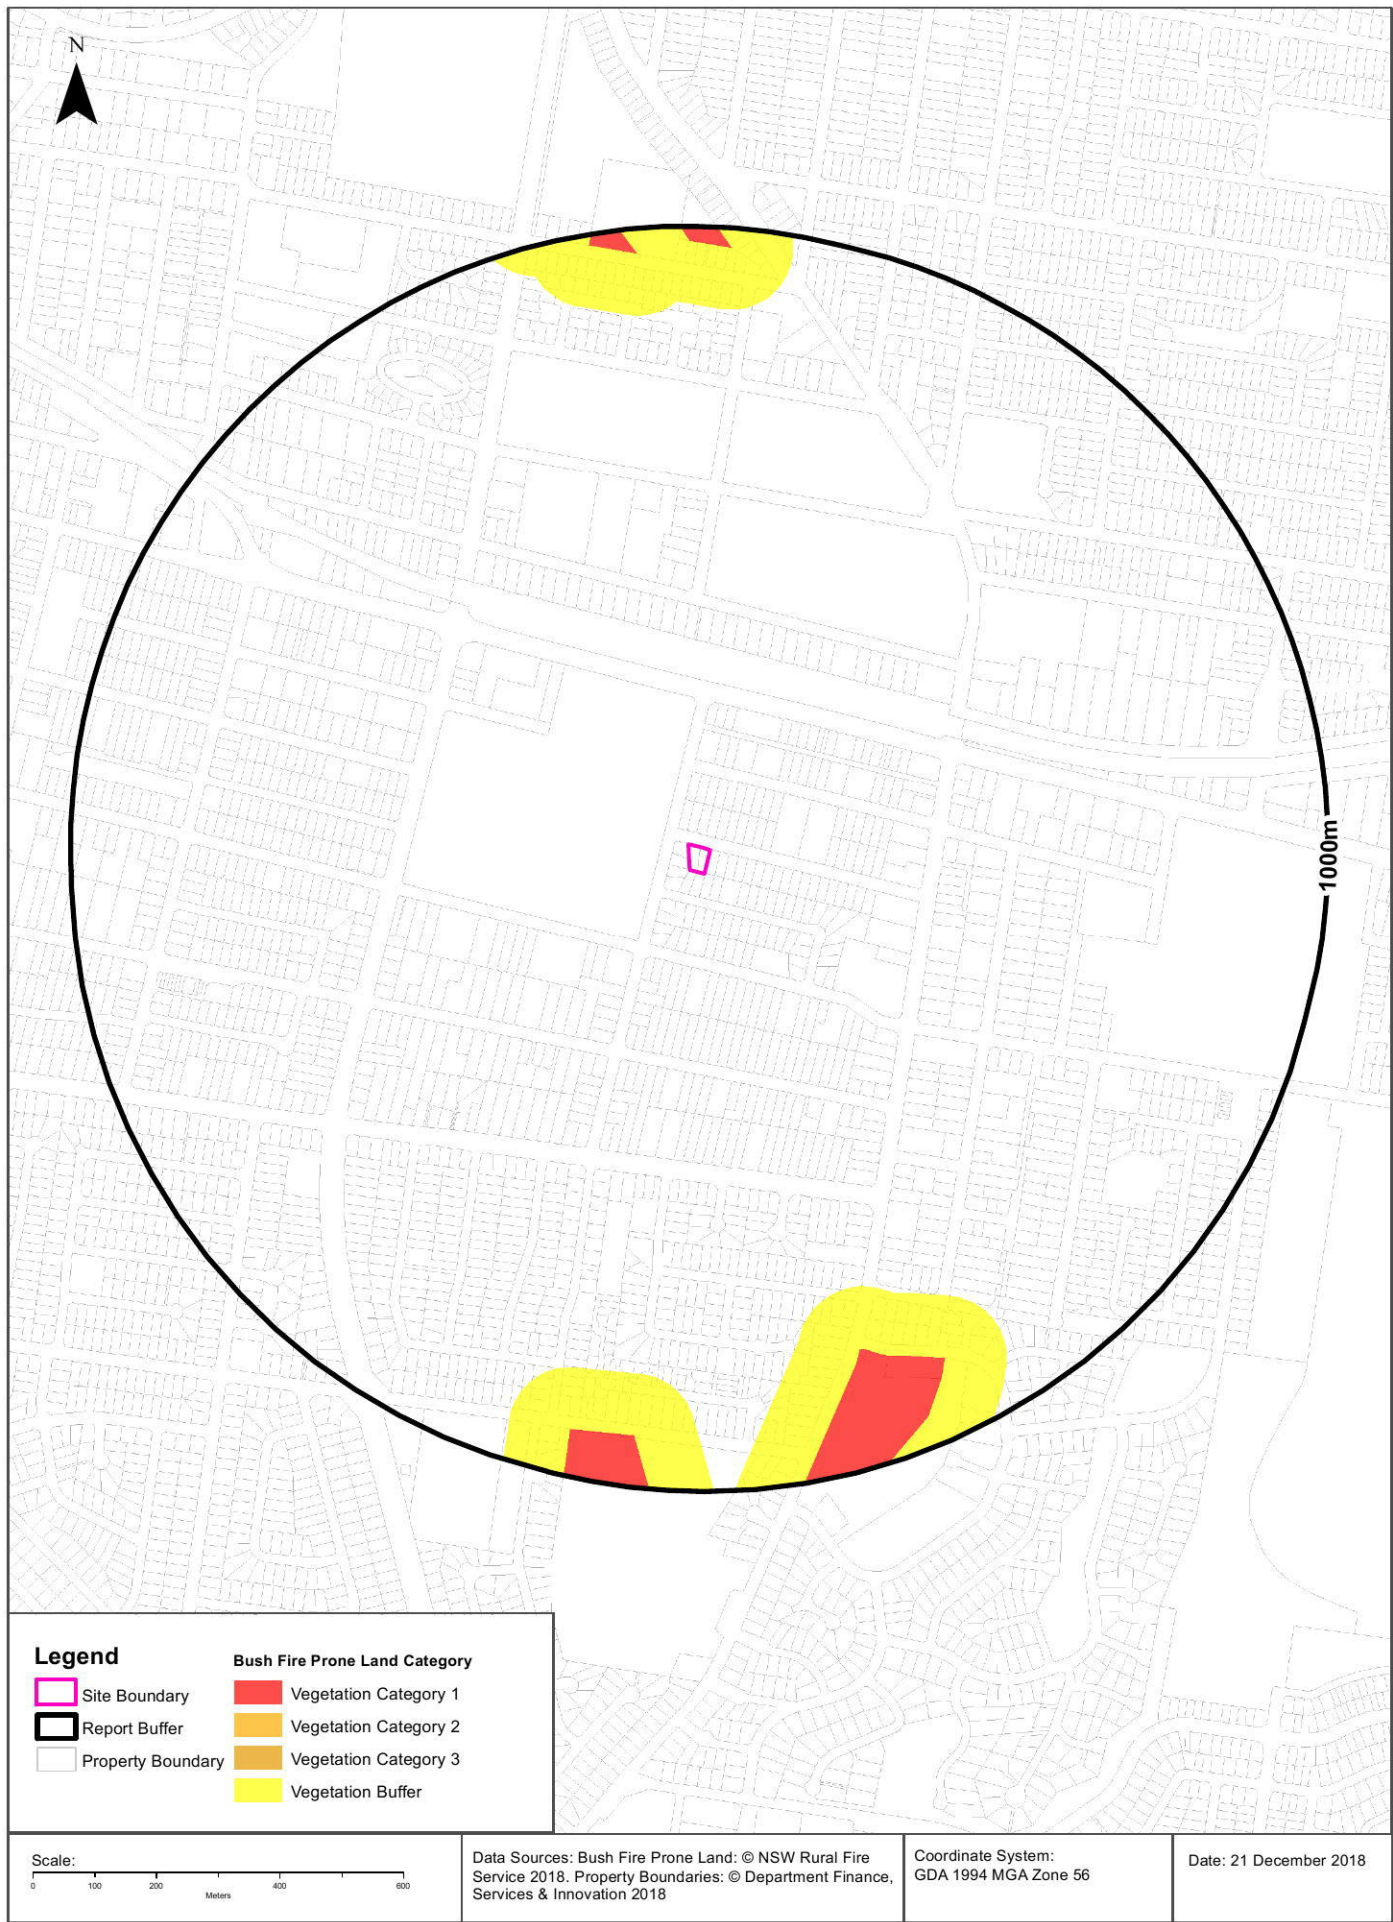 N
1000m
Legend
Site Boundary
Report Buffer
Property Boundary
Bush Fire Prone Land Category
Vegetation Category 1
Vegetation Category 2
Vegetation Category 3
Vegetation Buffer
Scale:
0 100 200 400 600
Meters
Data Sources: Bush Fire Prone Land: © NSW Rural Fire
Service 2018. Property Boundaries: © Department Finance,
Services & Innovation 2018
Coordinate System:
GDA 1994 MGA Zone 56
Date: 21 December 2018